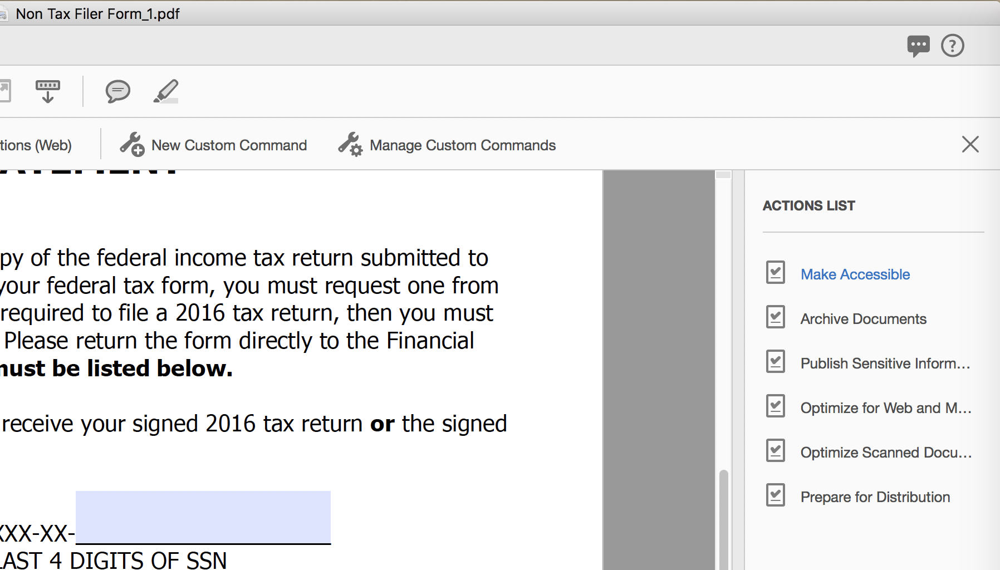 Non Tax Filer Form_1.pdf
tions (Web)
New Custom Command
Manage Custom Commands
ATEMENT
py of the federal income tax return submitted to
your federal tax form, you must request one from
required to file a 2016 tax return, then you must
Please return the form directly to the Financial
must be listed below.
receive your signed 2016 tax return or the signed
XXX-XX-
LAST 4 DIGITS OF SSN
ACTIONS LIST
Make Accessible
Archive Documents
Publish Sensitive Inform...
Optimize for Web and M...
Optimize Scanned Docu...
Prepare for Distribution